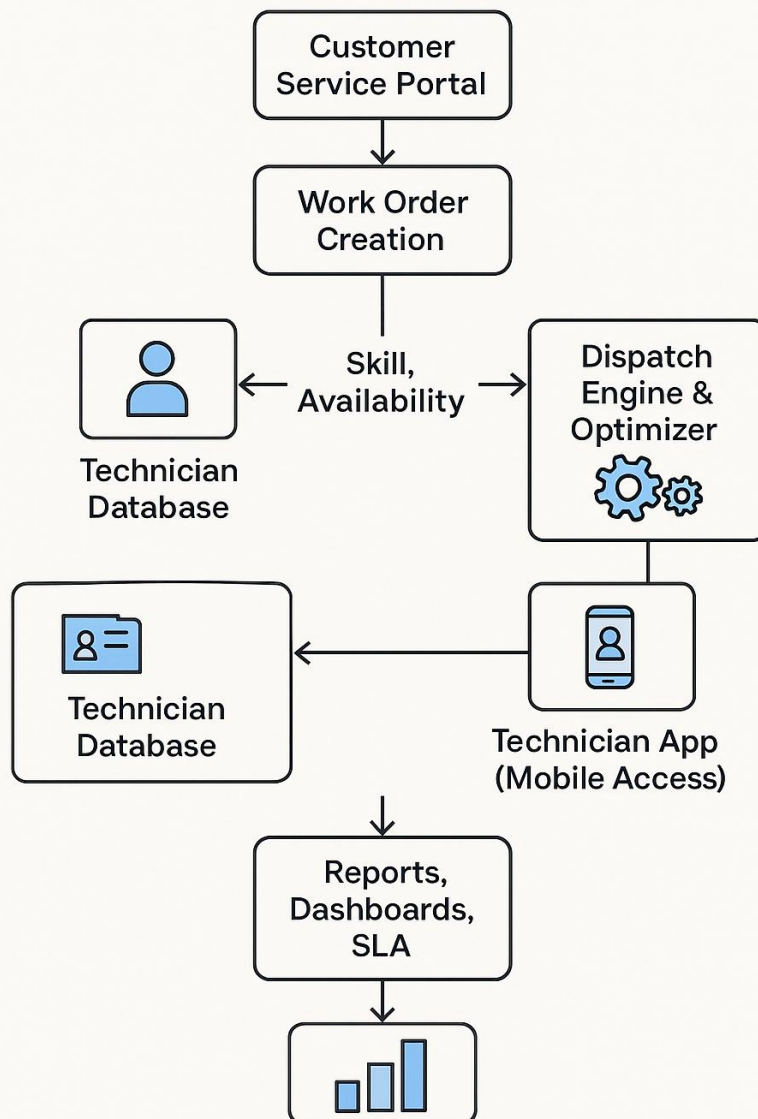 Customer
Service Portal
Work Order
Creation
Skill,
Availability
Dispatch
Engine &
Optimizer
Technician
Database
Technician
Database
Technician App
(Mobile Access)
Reports,
Dashboards,
SLA